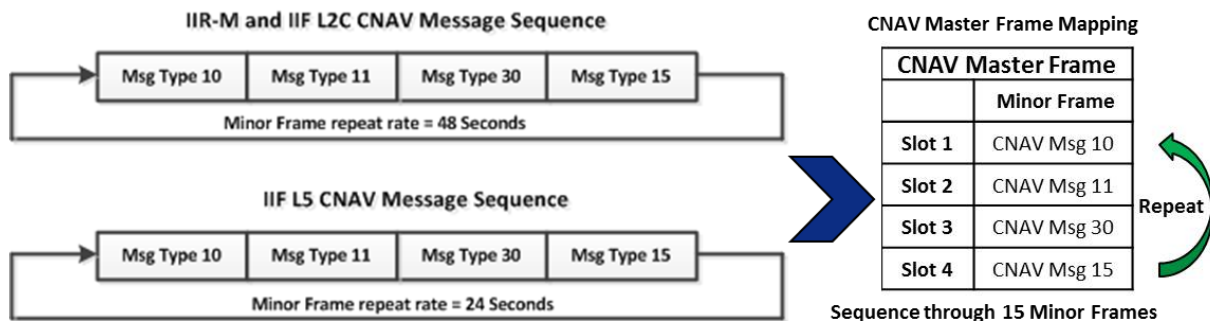 IIR-M and IIF L2C CNAV Message Sequence
Msg Type 10 Msg Type 11 Msg Type 30 Msg Type 15
Minor Frame repeat rate = 48 Seconds
IIF L5 CNAV Message Sequence
Msg Type 10 Msg Type 11 Msg Type 30 Msg Type 15
Minor Frame repeat rate = 24 Seconds
CNAV Master Frame Mapping
CNAV Master Frame
Minor Frame
Slot 1 CNAV Msg 10
Slot 2 CNAV Msg 11
Slot 3 CNAV Msg 30
Slot 4 CNAV Msg 15
Repeat
Sequence through 15 Minor Frames